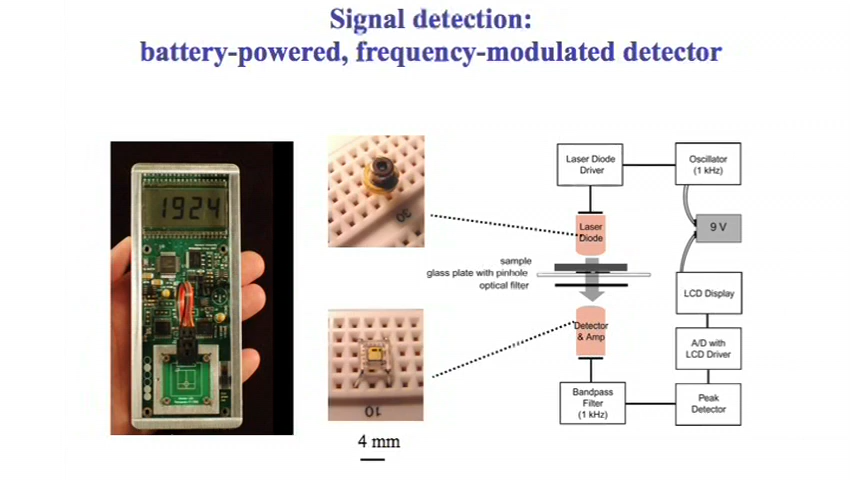 Signal detection:
battery-powered, frequency-modulated detector
1924
30
10
4 mm
Laser Diode
Driver
Oscillator
(1 kHz)
Laser
Diode
9 V
sample
glass plate with pinhole
optical filter
LCD Display
Detector
& Amp
A/D with
LCD Driver
Bandpass
Filter
(1 kHz)
Peak
Detector